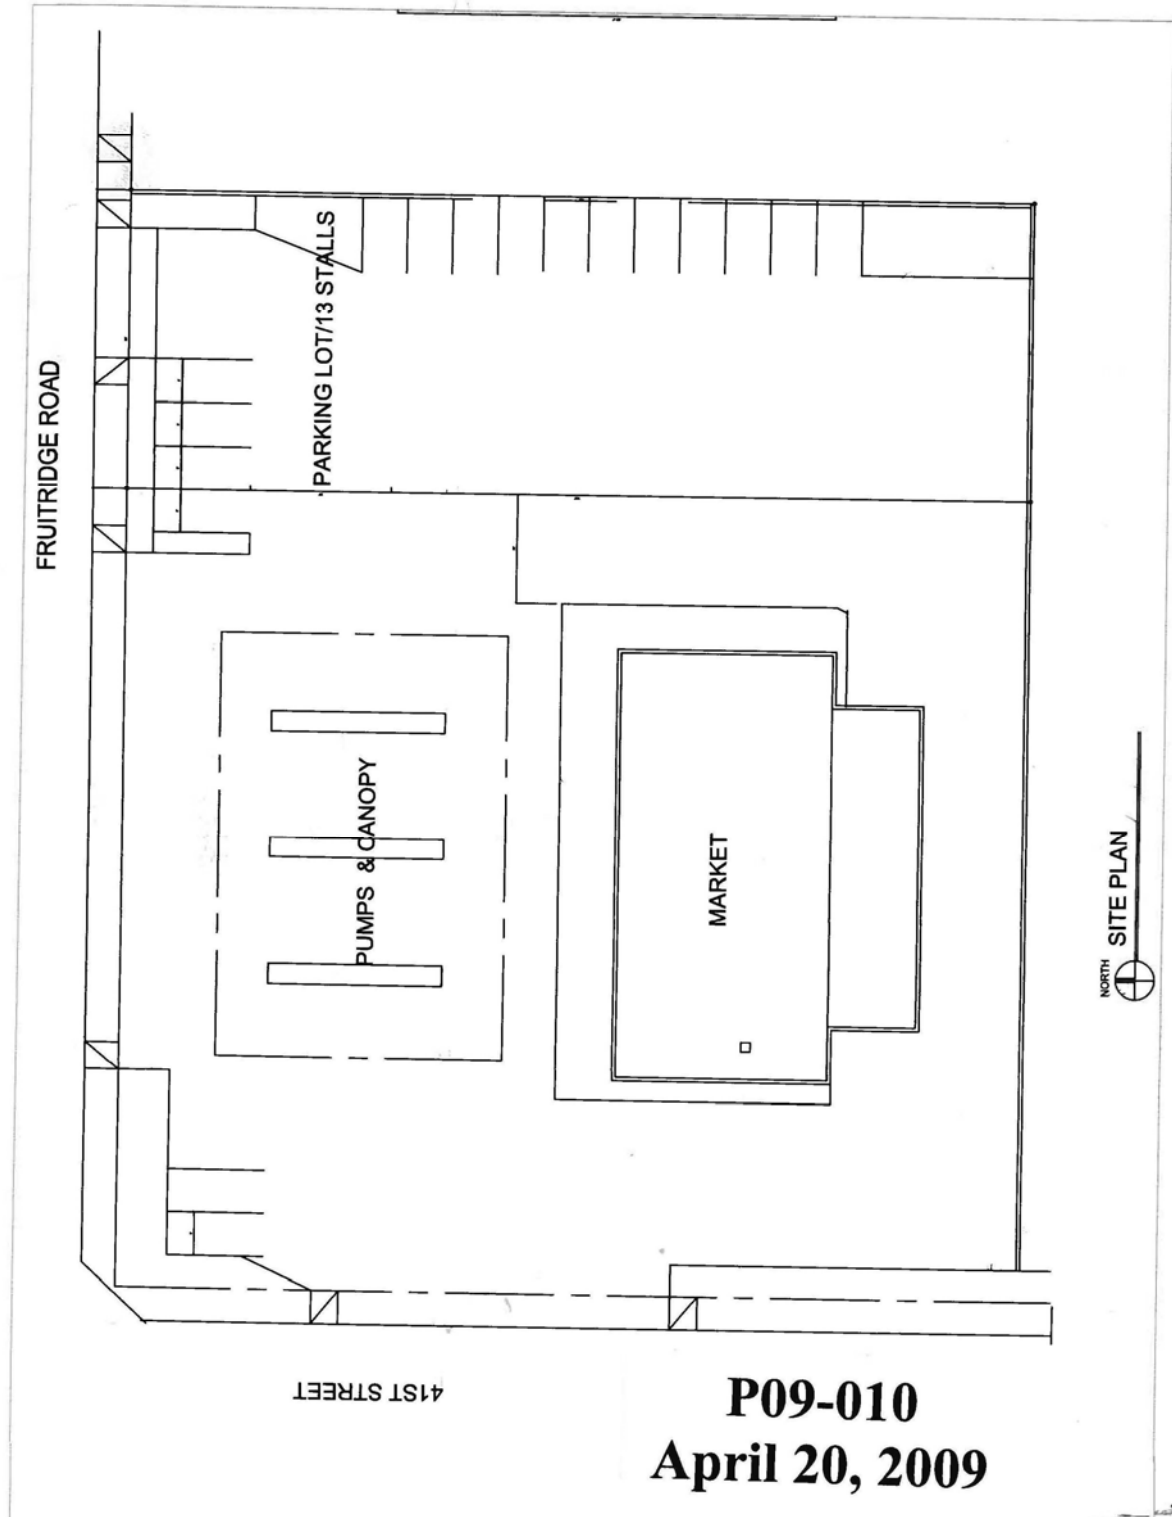 FRUITRIDGE ROAD
PARKING LOT/13 STALLS
PUMPS & CANOPY
MARKET
NORTH
SITE PLAN
41ST STREET
P09-010
April 20, 2009